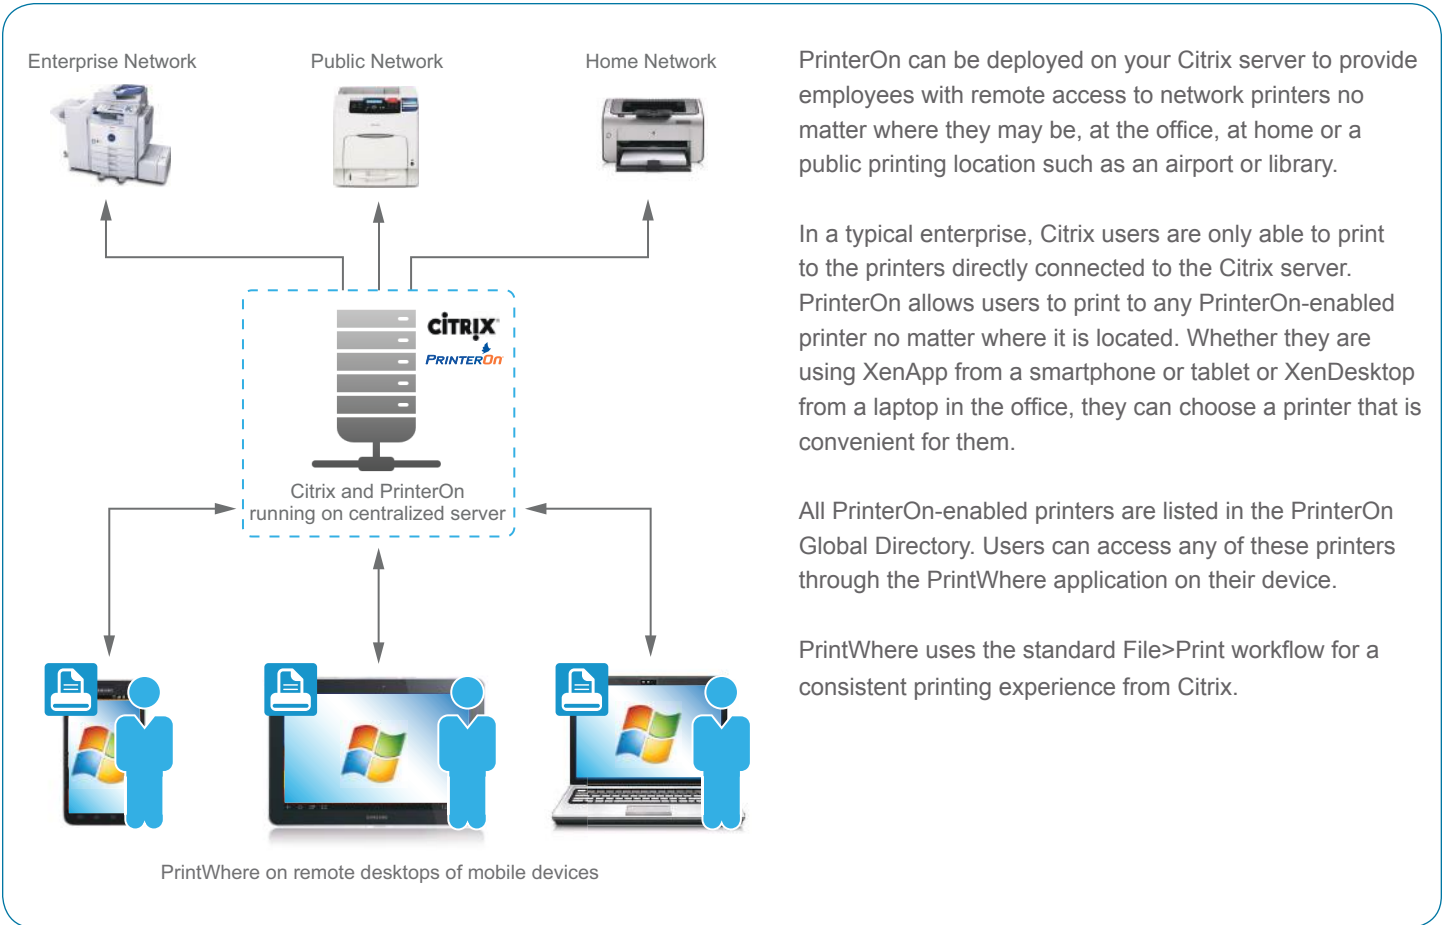 Enterprise Network
Public Network
Home Network
CİTRIX
PRINTERON
Citrix and PrinterOn
running on centralized server
SAMSUNG
PrintWhere on remote desktops of mobile devices
PrinterOn can be deployed on your Citrix server to provide
employees with remote access to network printers no
matter where they may be, at the office, at home or a
public printing location such as an airport or library.
In a typical enterprise, Citrix users are only able to print
to the printers directly connected to the Citrix server.
PrinterOn allows users to print to any PrinterOn-enabled
printer no matter where it is located. Whether they are
using XenApp from a smartphone or tablet or XenDesktop
from a laptop in the office, they can choose a printer that is
convenient for them.
All PrinterOn-enabled printers are listed in the PrinterOn
Global Directory. Users can access any of these printers
through the PrintWhere application on their device.
PrintWhere uses the standard File>Print workflow for a
consistent printing experience from Citrix.